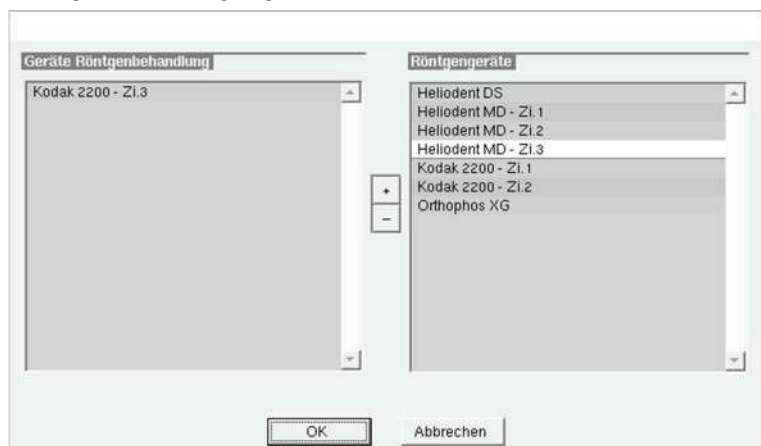 Geräte Röntgenbehandlung
Kodak 2200 - Zi.3
+
-
Röntgengeräte
Heliodent DS
Heliodent MD - Zi.1
Heliodent MD - Zi.2
Heliodent MD - Zi.3
Kodak 2200 - Zi.1
Kodak 2200 - Zi.2
Orthophos XG
OK
Abbrechen